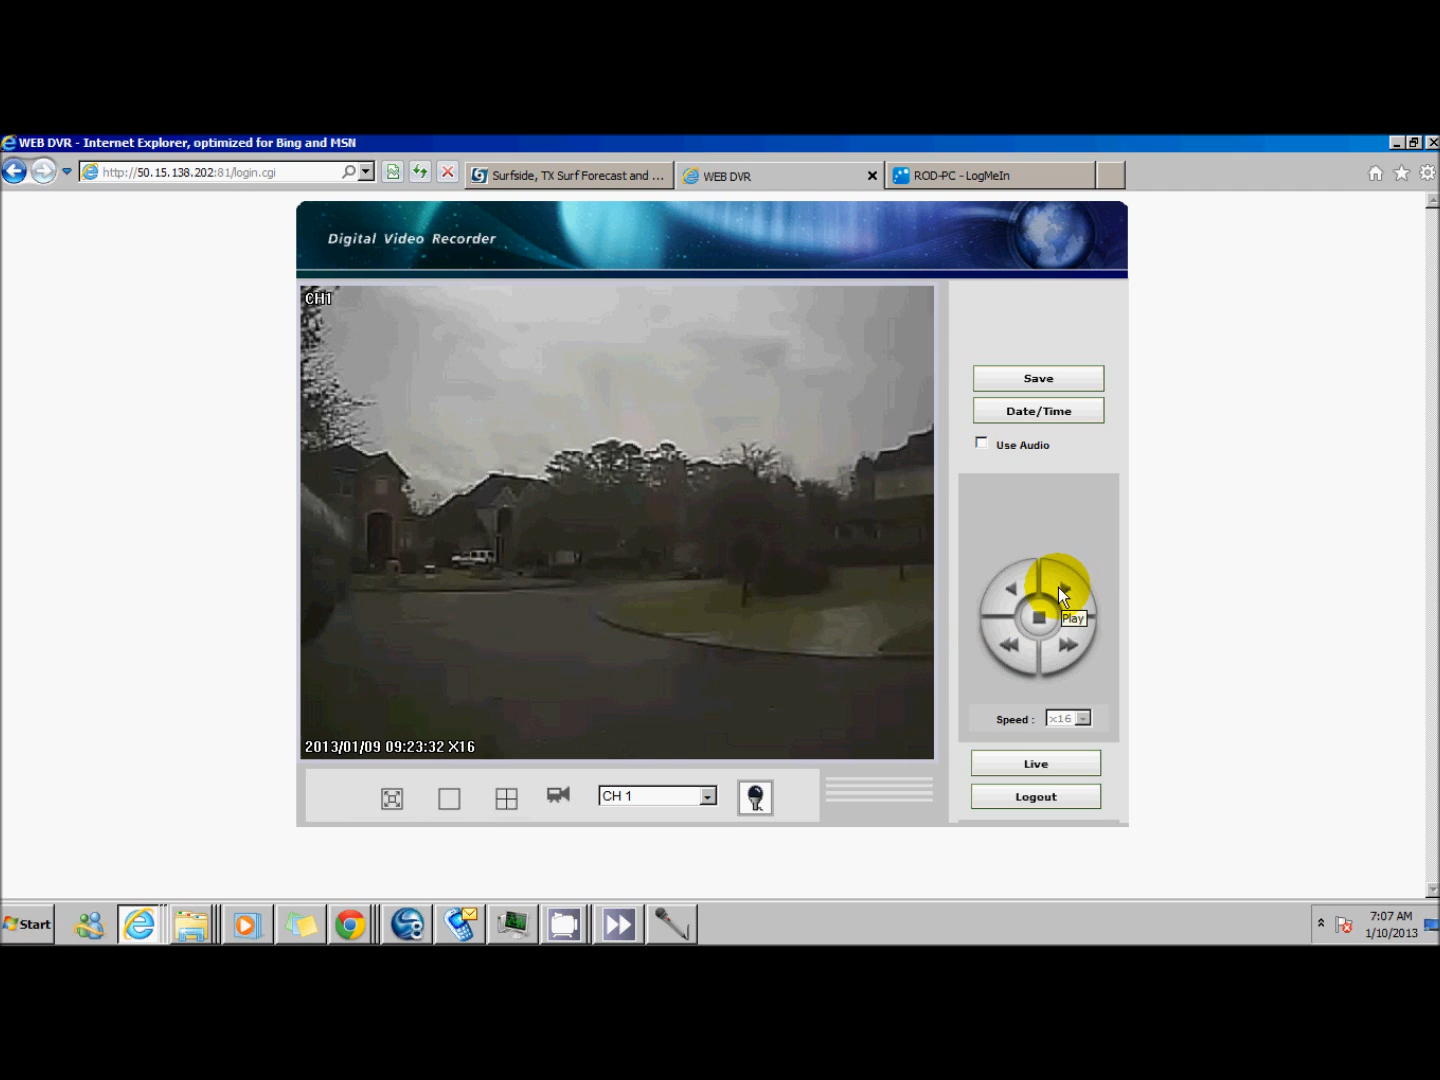 WEB DVR - Internet Explorer, optimized for Bing and MSN
http://50.15.138.202:81/login.cgi
Surfside, TX Surf Forecast and ...
WEB DVR
ROD-PC - LogMeIn
Digital Video Recorder
CH1
Save
Date/Time
Use Audio
Play
Speed :
x16
2013/01/09 09:23:32 X16
Live
CH 1
Logout
Start
7:07 AM
1/10/2013